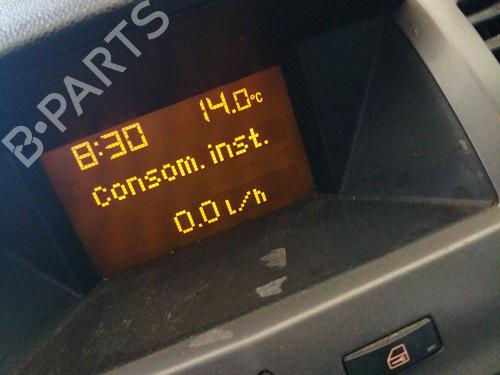 B-PARTS
8:30 14.0°C
consom. inst.
0.0 L/h